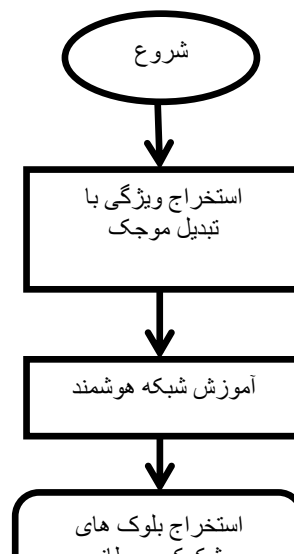 شروع
استخراج ویژگی با
تبدیل موجک
آموزش شبکه هوشمند
استخراج بلوک های